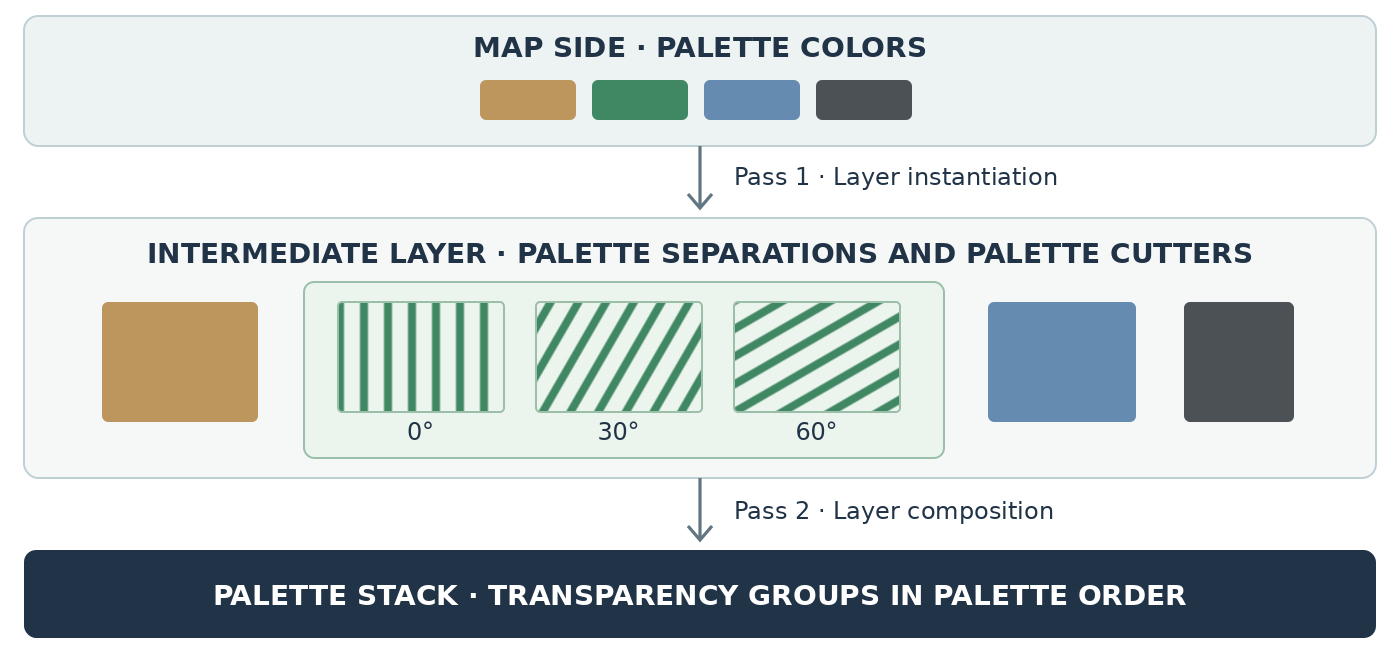 MAP SIDE · PALETTE COLORS
Pass 1 · Layer instantiation
INTERMEDIATE LAYER · PALETTE SEPARATIONS AND PALETTE CUTTERS
0°
30°
60°
Pass 2 · Layer composition
PALETTE STACK · TRANSPARENCY GROUPS IN PALETTE ORDER